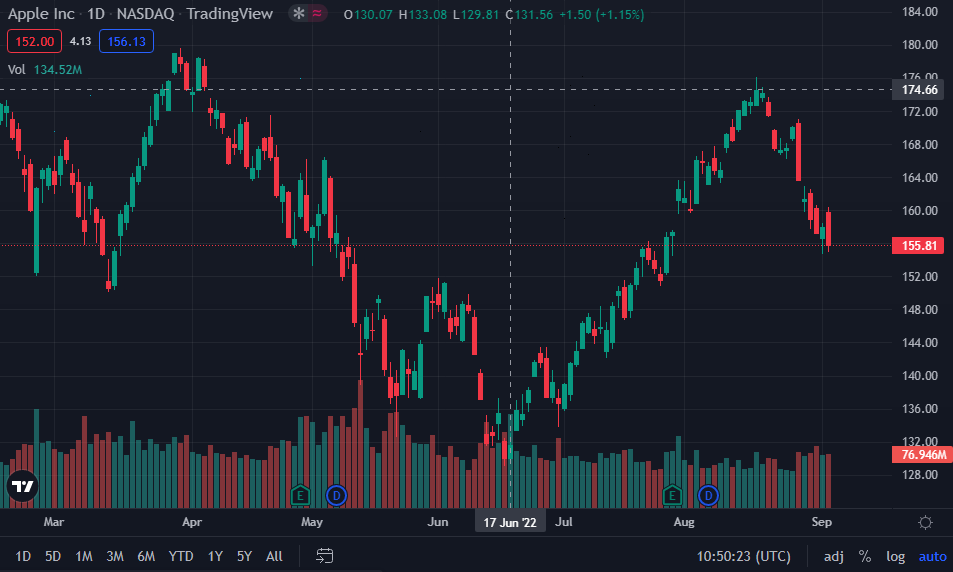 Apple Inc · 1D · NASDAQ · TradingView O130.07 H133.08 L129.81 C131.56 +1.50 (+1.15%)
152.00 4.13 156.13
Vol 134.52M
184.00
180.00
176.00
174.66
172.00
168.00
164.00
160.00
155.81
152.00
148.00
144.00
140.00
136.00
132.00
76.946M
128.00
E D E D
Mar Apr May Jun 17 Jun '22 Jul Aug Sep
1D 5D 1M 3M 6M YTD 1Y 5Y All 10:50:23 (UTC) adj % log auto